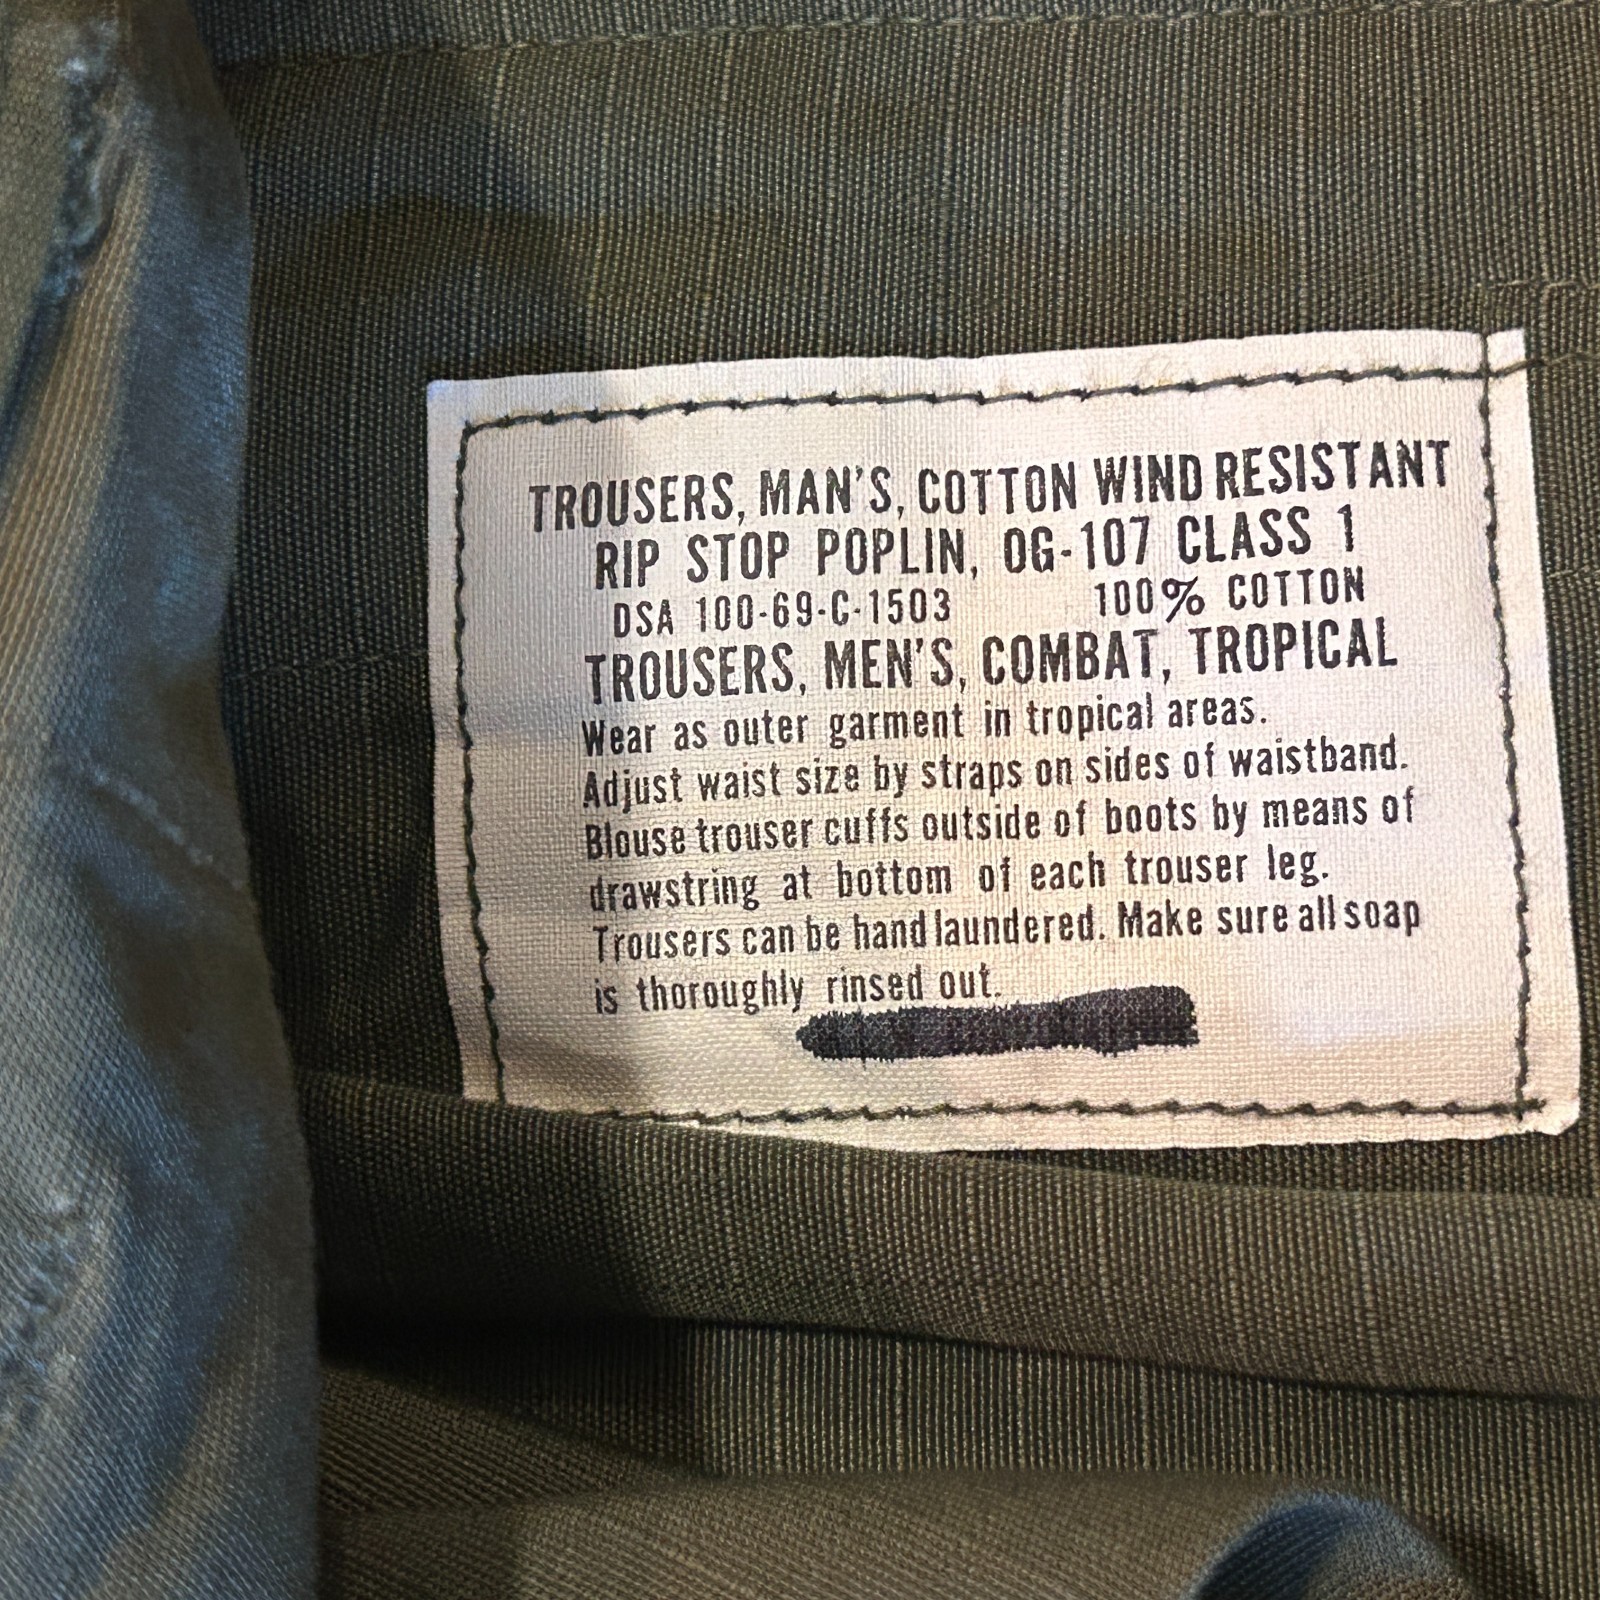 TROUSERS, MAN'S, COTTON WIND RESISTANT
RIP STOP POPLIN, OG-107 CLASS 1
DSA 100-69-C-1503 100% COTTON
TROUSERS, MEN'S, COMBAT, TROPICAL
Wear as outer garment in tropical areas.
Adjust waist size by straps on sides of waistband.
Blouse trouser cuffs outside of boots by means of
drawstring at bottom of each trouser leg.
Trousers can be hand laundered. Make sure all soap
is thoroughly rinsed out.